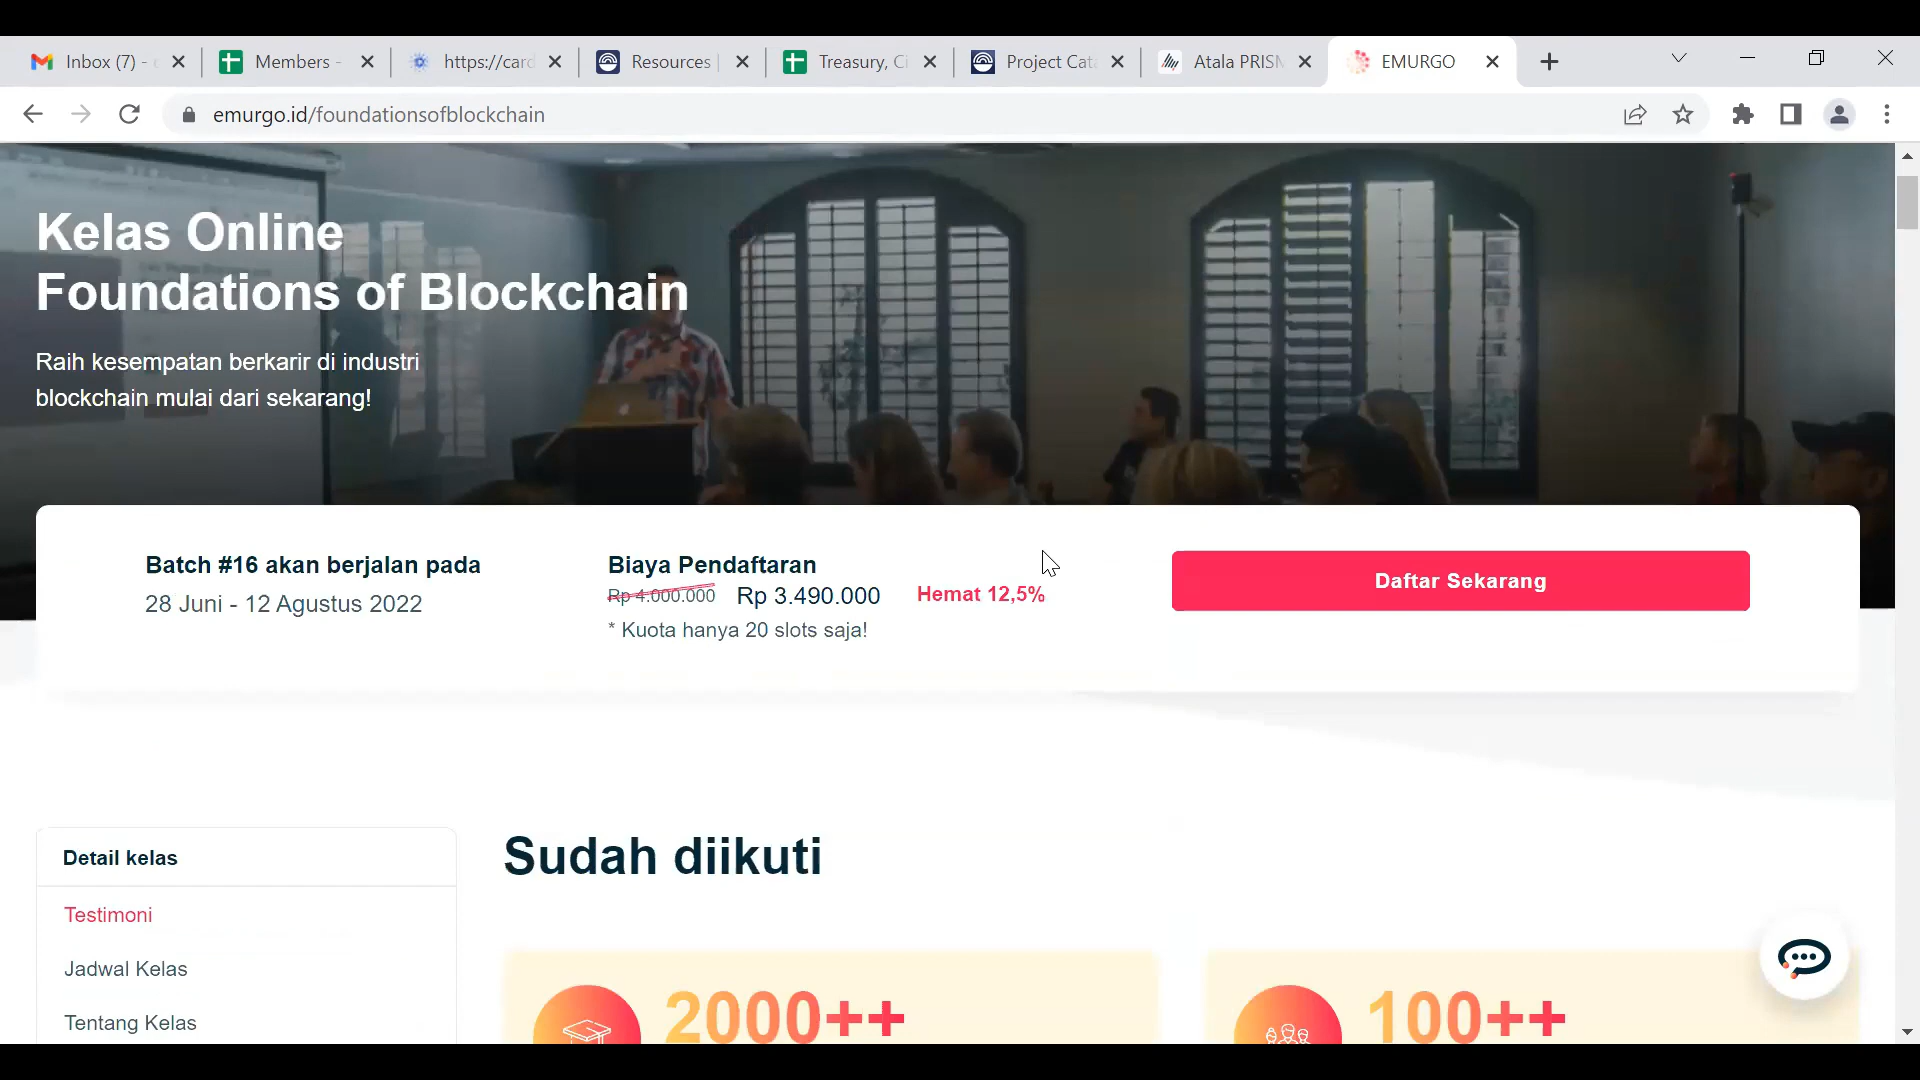 Inbox (7) -
Members -
https://card
Resources |
Treasury, Ci
Project Cata
Atala PRISM
EMURGO
emurgo.id/foundationsofblockchain
Kelas Online
Foundations of Blockchain
Raih kesempatan berkarir di industri
blockchain mulai dari sekarang!
Batch #16 akan berjalan pada
28 Juni - 12 Agustus 2022
Biaya Pendaftaran
Rp 4.000.000 Rp 3.490.000 Hemat 12,5%
* Kuota hanya 20 slots saja!
Daftar Sekarang
Detail kelas
Testimoni
Jadwal Kelas
Tentang Kelas
Sudah diikuti
2000++
100++